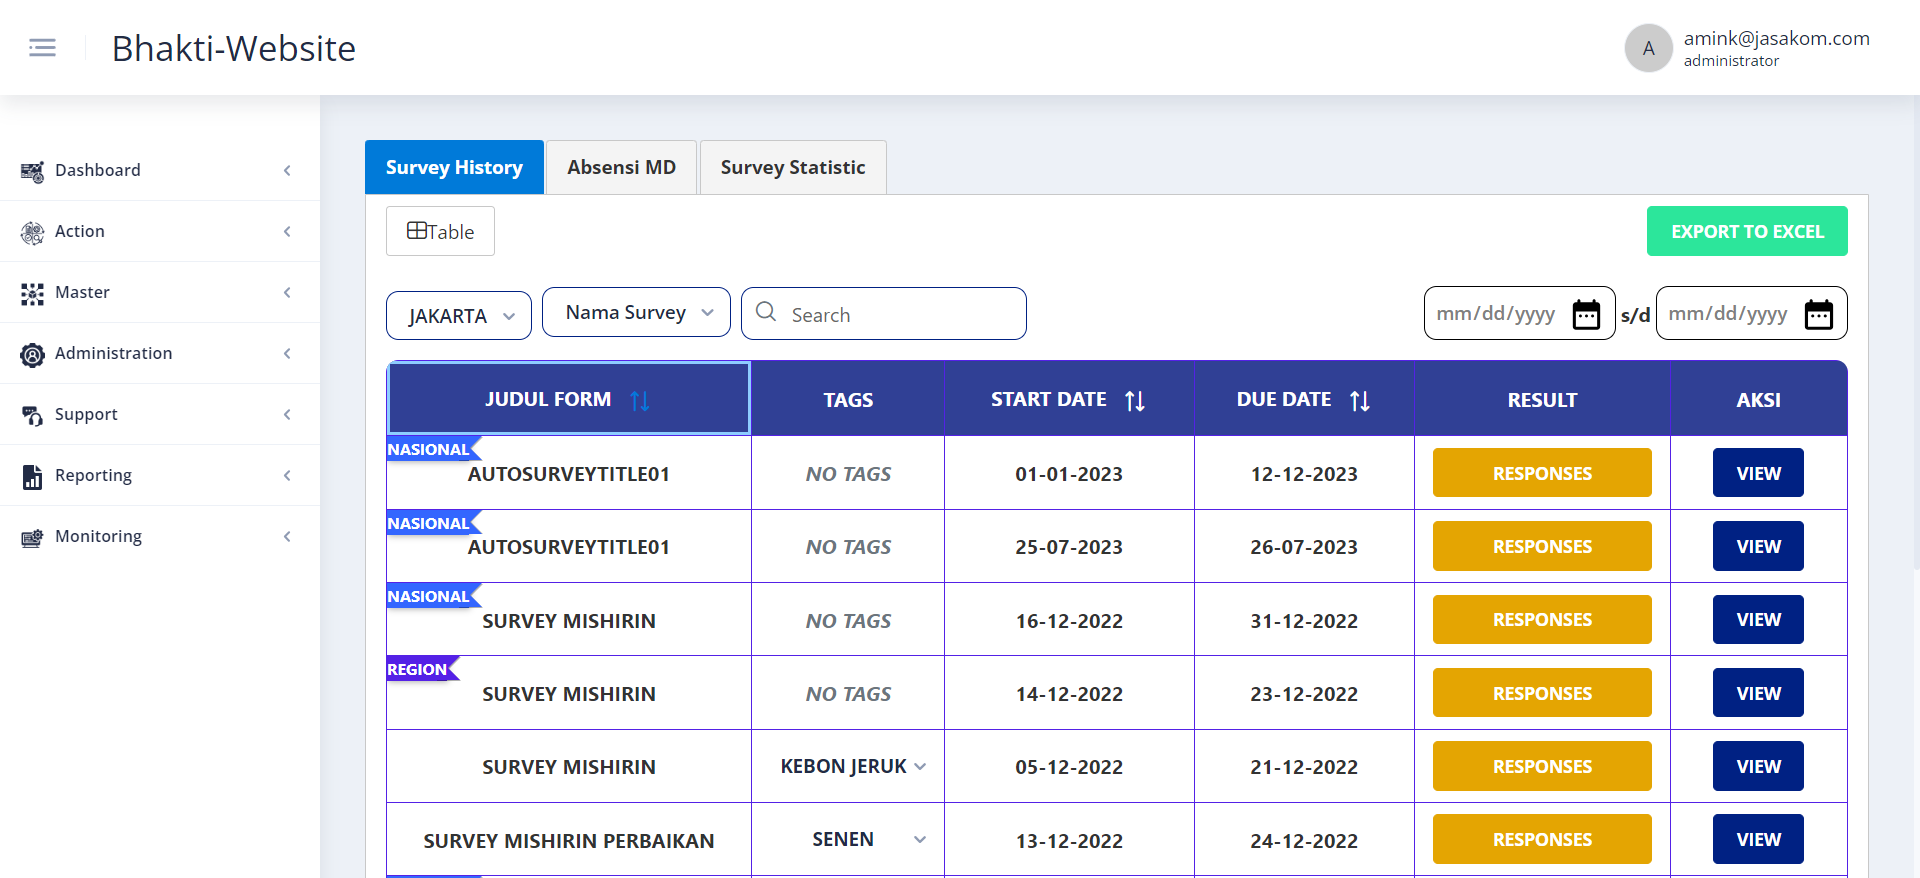 Bhakti-Website
A
amink@jasakom.com
administrator
Dashboard
Action
Master
Administration
Support
Reporting
Monitoring
Survey History
Absensi MD
Survey Statistic
Table
EXPORT TO EXCEL
JAKARTA
Nama Survey
Search
mm/dd/yyyy
s/d
mm/dd/yyyy
JUDUL FORM
TAGS
START DATE
DUE DATE
RESULT
AKSI
NASIONAL
AUTOSURVEYTITLE01
NO TAGS
01-01-2023
12-12-2023
RESPONSES
VIEW
NASIONAL
AUTOSURVEYTITLE01
NO TAGS
25-07-2023
26-07-2023
RESPONSES
VIEW
NASIONAL
SURVEY MISHIRIN
NO TAGS
16-12-2022
31-12-2022
RESPONSES
VIEW
REGION
SURVEY MISHIRIN
NO TAGS
14-12-2022
23-12-2022
RESPONSES
VIEW
SURVEY MISHIRIN
KEBON JERUK
05-12-2022
21-12-2022
RESPONSES
VIEW
SURVEY MISHIRIN PERBAIKAN
SENEN
13-12-2022
24-12-2022
RESPONSES
VIEW